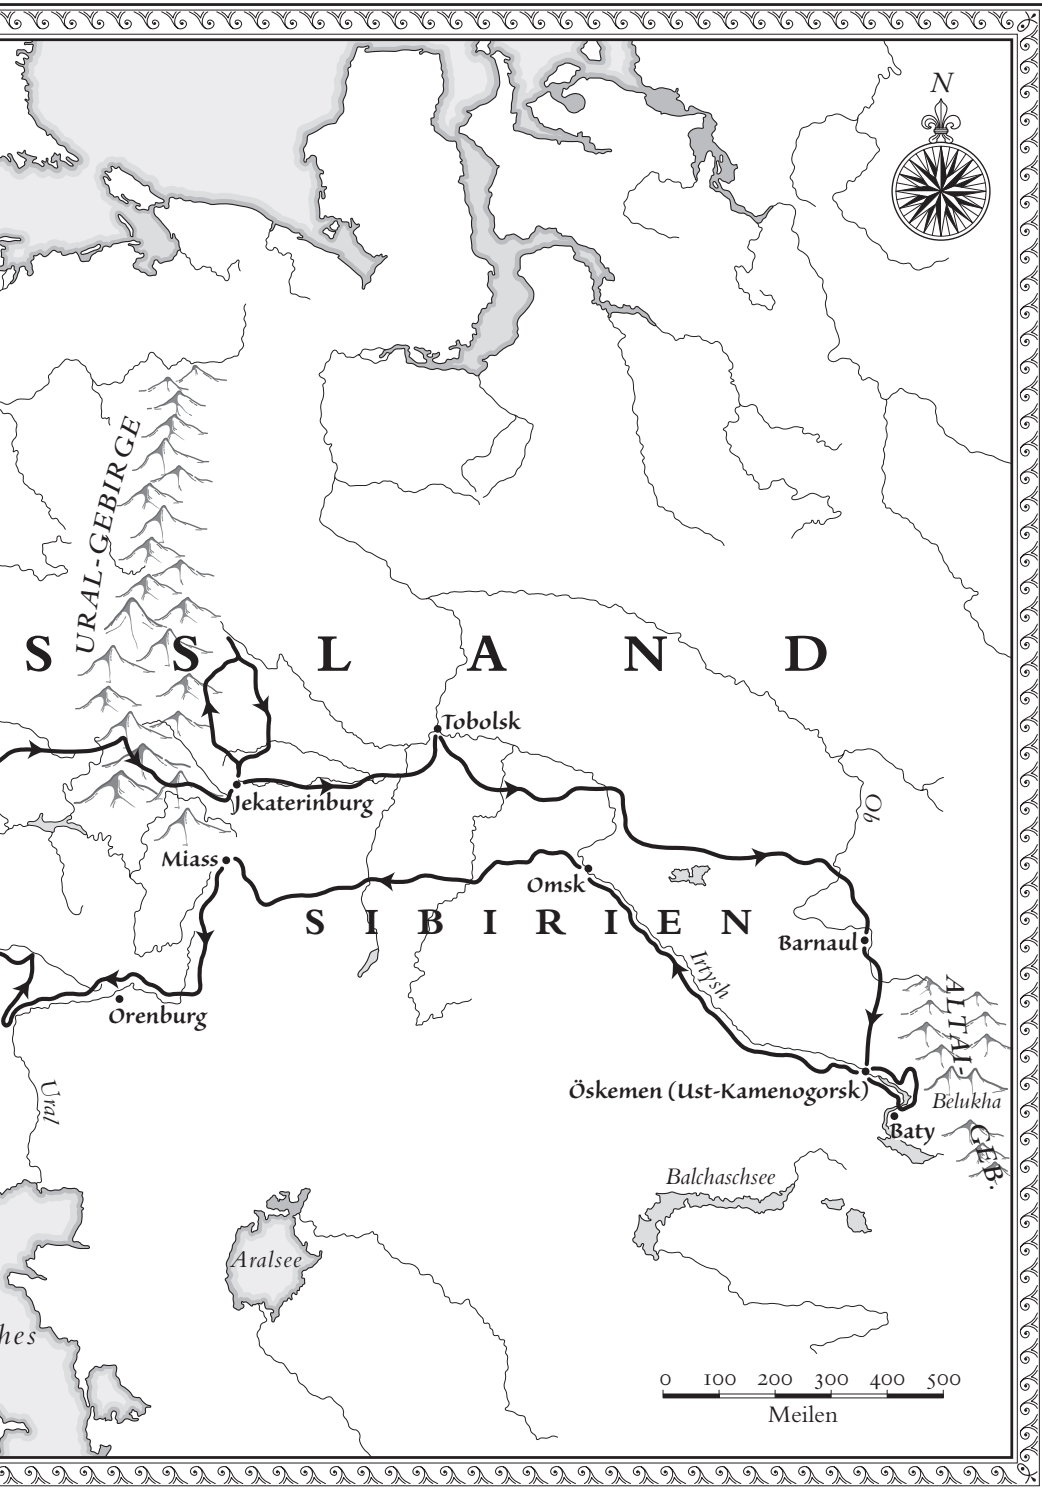 N
URAL-GEBIRGE
S S L A N D
Tobolsk
Jekaterinburg
Ob
Miass
Omsk
SIBIRIEN
Barnaul
Irtysh
ALTAI-
Orenburg
Öskemen (Ust-Kamenogorsk)
Belukha
Baty
GEB.
Ural
Balchaschsee
Aralsee
hes
0 100 200 300 400 500
Meilen